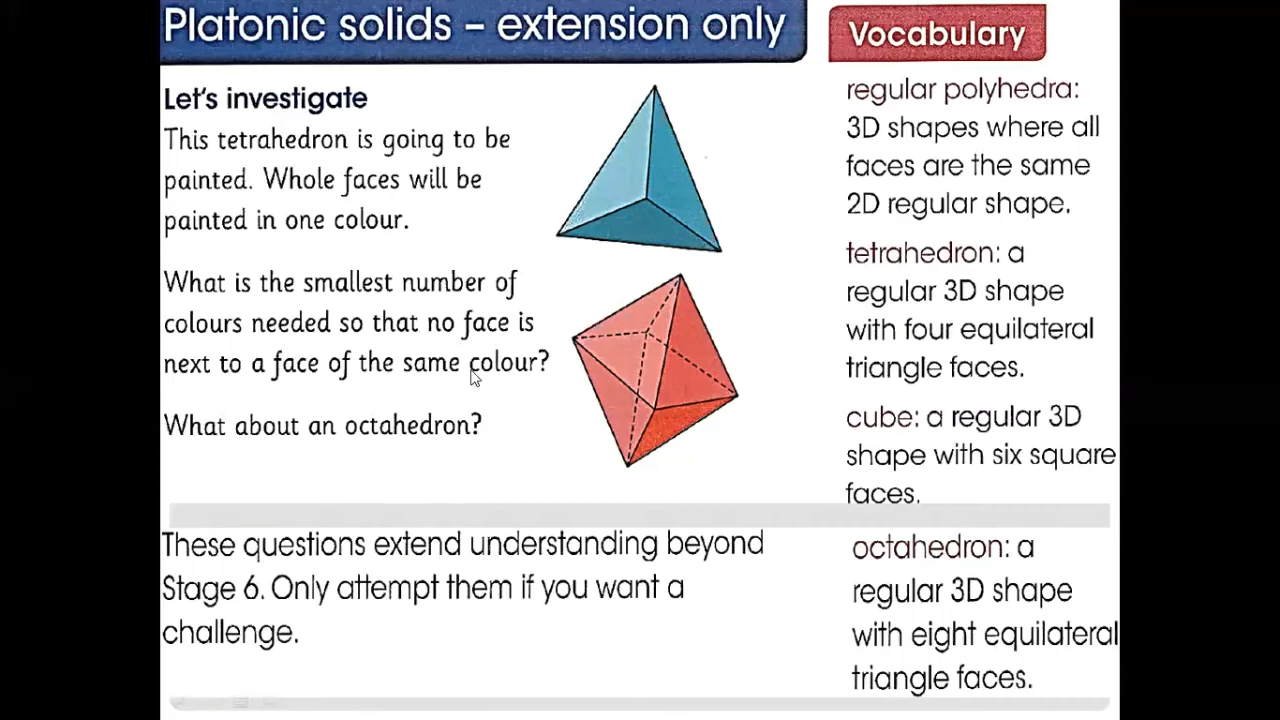 Platonic solids – extension only
Let's investigate
This tetrahedron is going to be
painted. Whole faces will be
painted in one colour.
What is the smallest number of
colours needed so that no face is
next to a face of the same colour?
What about an octahedron?
These questions extend understanding beyond
Stage 6. Only attempt them if you want a
challenge.
Vocabulary
regular polyhedra:
3D shapes where all
faces are the same
2D regular shape.
tetrahedron: a
regular 3D shape
with four equilateral
triangle faces.
cube: a regular 3D
shape with six square
faces.
octahedron: a
regular 3D shape
with eight equilateral
triangle faces.